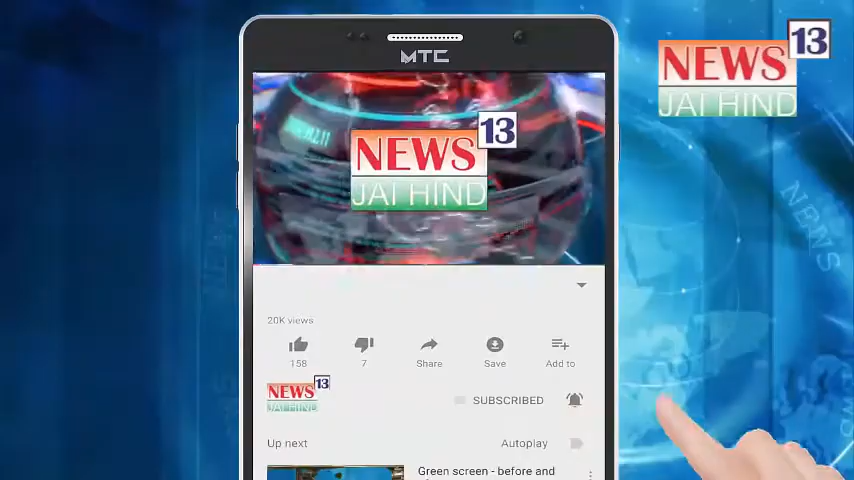 MTC
13
NEWS
JAI HIND
13
NEWS
JAI HIND
NEWS
20K views
158
7
Share
Save
Add to
13
NEWS
JAI HIND
SUBSCRIBED
Up next
Autoplay
Green screen - before and